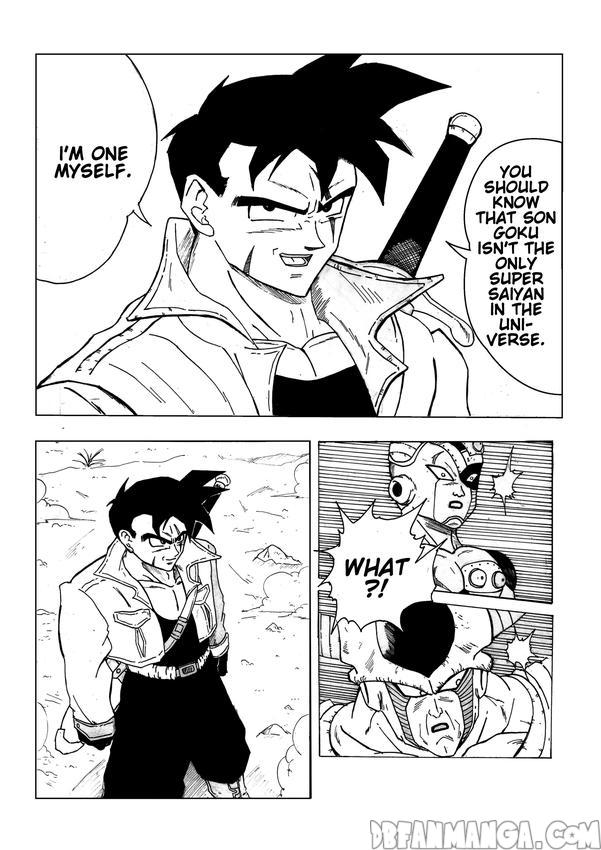 YOU
SHOULD
KNOW
THAT SON
GOKU
ISN'T THE
ONLY
SUPER
SAIYAN
IN THE
UNI-
VERSE.
I'M ONE
MYSELF.
WHAT
?!
DBFANMANGA.COM